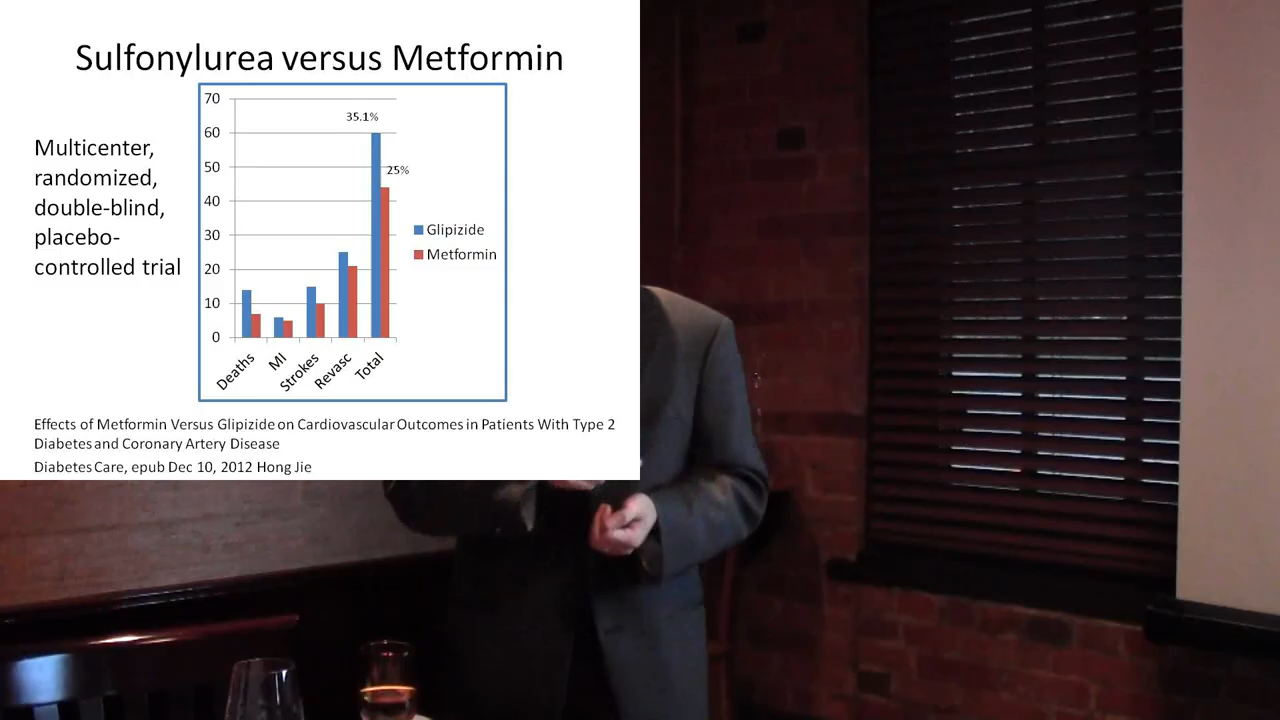 Sulfonylurea versus Metformin
Multicenter,
randomized,
double-blind,
placebo-
controlled trial
70
60
50
40
30
20
10
0
35.1%
25%
Glipizide
Metformin
Deaths
MI
Strokes
Revasc
Total
Effects of Metformin Versus Glipizide on Cardiovascular Outcomes in Patients With Type 2
Diabetes and Coronary Artery Disease
Diabetes Care, epub Dec 10, 2012 Hong Jie